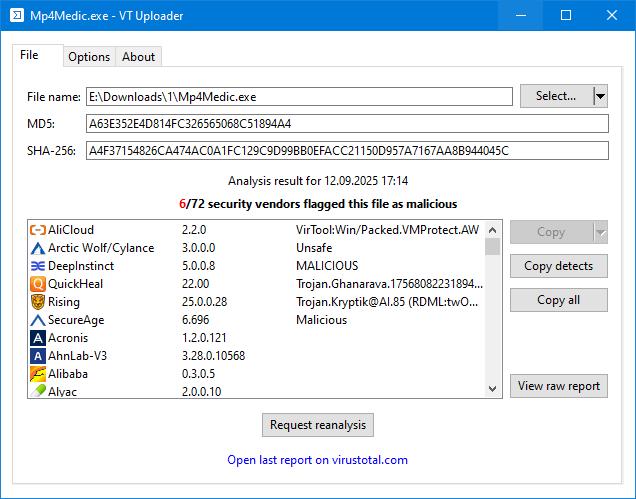 Mp4Medic.exe - VT Uploader
File Options About
File name: E:\Downloads\1\Mp4Medic.exe Select...
MD5: A63E352E4D814FC326565068C51894A4
SHA-256: A4F37154826CA474AC0A1FC129C9D99BB0EFACC21150D957A7167AA8B944045C
Analysis result for 12.09.2025 17:14
6/72 security vendors flagged this file as malicious
AliCloud 2.2.0 VirTool:Win/Packed.VMProtect.AW Copy
Arctic Wolf/Cylance 3.0.0.0 Unsafe
DeepInstinct 5.0.0.8 MALICIOUS Copy detects
QuickHeal 22.00 Trojan.Ghanarava.17568082231894...
Rising 25.0.0.28 Trojan.Kryptik@AI.85 (RDML:twO... Copy all
SecureAge 6.696 Malicious
Acronis 1.2.0.121
AhnLab-V3 3.28.0.10568
Alibaba 0.3.0.5
Alyac 2.0.0.10 View raw report
Request reanalysis
Open last report on virustotal.com